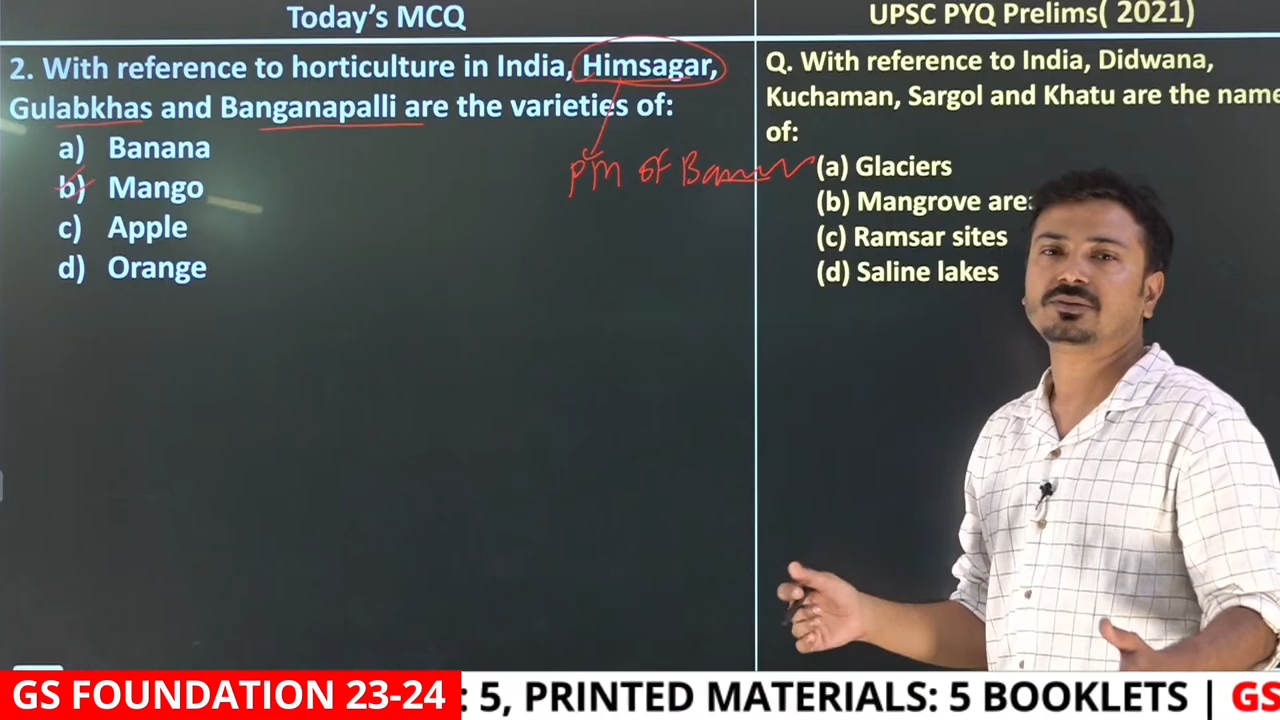 Today's MCQ
2. With reference to horticulture in India, Himsagar,
Gulabkhas and Banganapalli are the varieties of:
a) Banana
b) Mango
c) Apple
d) Orange
PM of
UPSC PYQ Prelims( 2021)
Q. With reference to India, Didwana,
Kuchaman, Sargol and Khatu are the name
of:
(a) Glaciers
(b) Mangrove area
(c) Ramsar sites
(d) Saline lakes
GS FOUNDATION 23-24
: 5, PRINTED MATERIALS: 5 BOOKLETS | GS